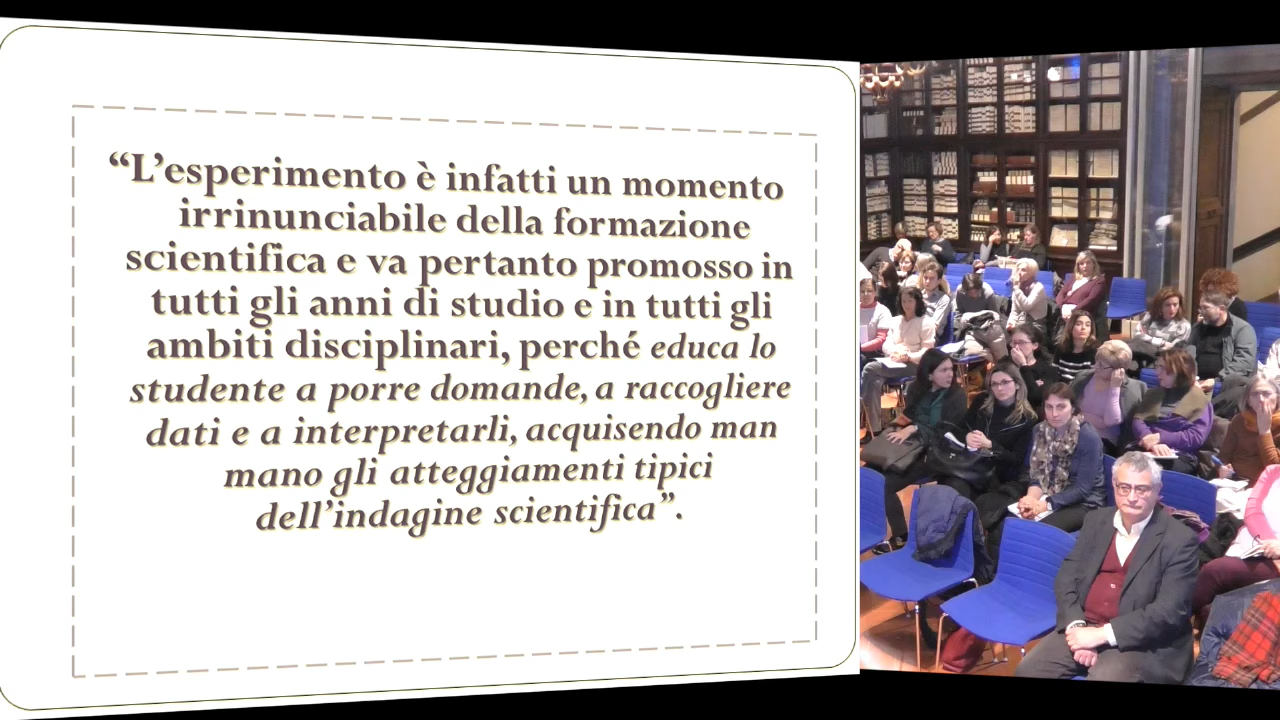 “L’esperimento è infatti un momento
irrinunciabile della formazione
scientifica e va pertanto promosso in
tutti gli anni di studio e in tutti gli
ambiti disciplinari, perché educa lo
studente a porre domande, a raccogliere
dati e a interpretarli, acquisendo man
mano gli atteggiamenti tipici
dell’indagine scientifica”.